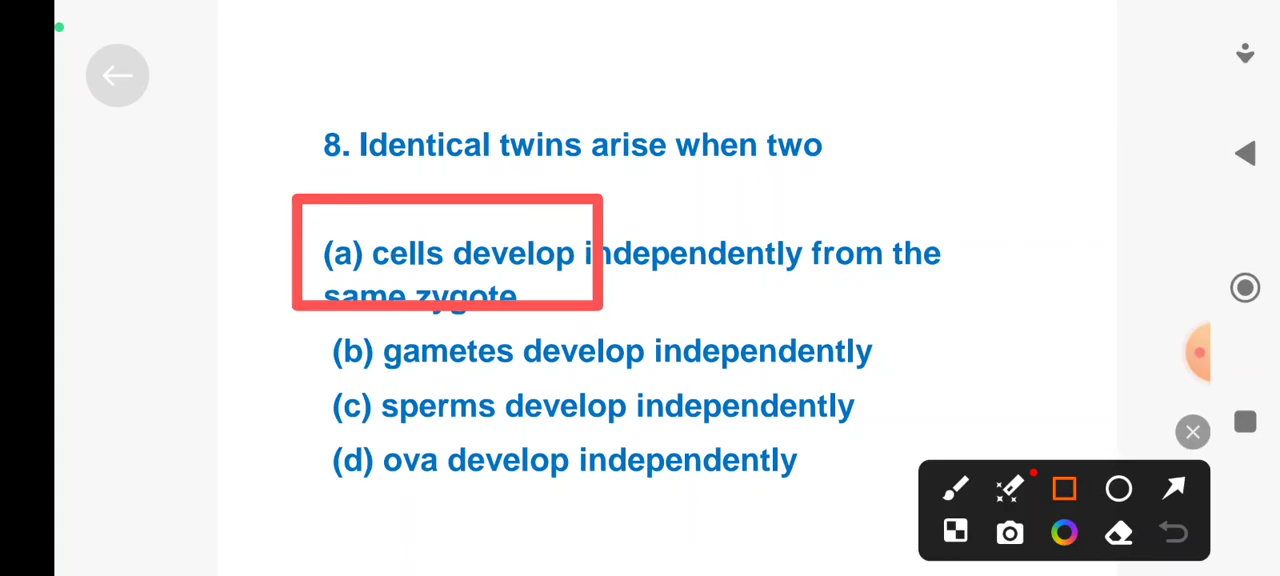 8. Identical twins arise when two
(a) cells develop independently from the
same zygote
(b) gametes develop independently
(c) sperms develop independently
(d) ova develop independently